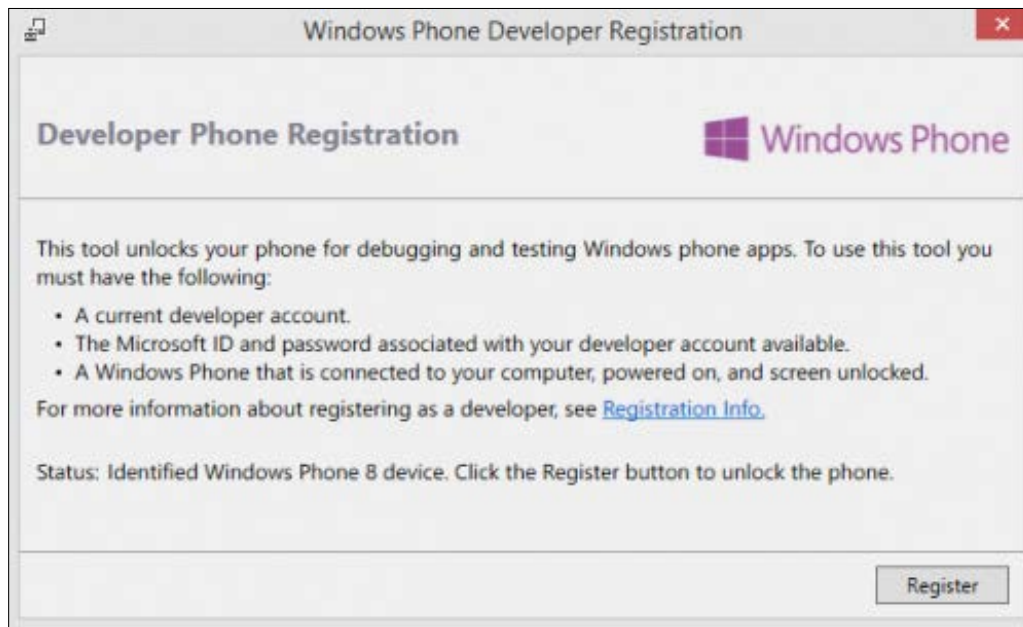 Windows Phone Developer Registration
Developer Phone Registration
Windows Phone
This tool unlocks your phone for debugging and testing Windows phone apps. To use this tool you
must have the following:
• A current developer account.
• The Microsoft ID and password associated with your developer account available.
• A Windows Phone that is connected to your computer, powered on, and screen unlocked.
For more information about registering as a developer, see Registration Info.
Status: Identified Windows Phone 8 device. Click the Register button to unlock the phone.
Register